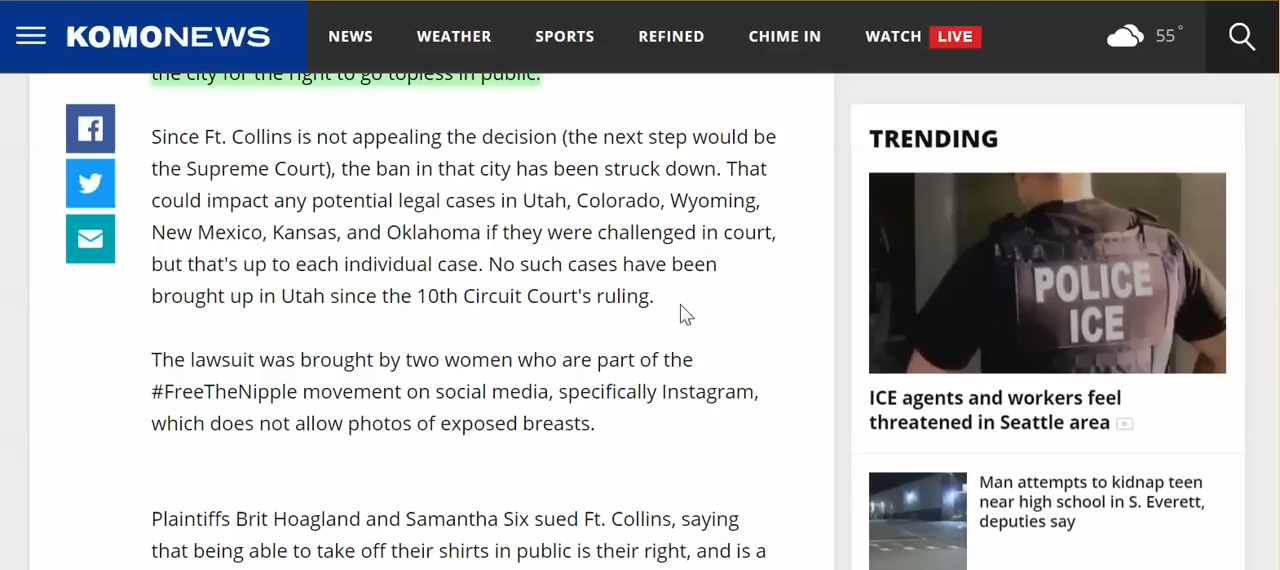 KOMONEWS
NEWS
WEATHER
SPORTS
REFINED
CHIME IN
WATCH LIVE
55°
the city for the right to go topless in public.
Since Ft. Collins is not appealing the decision (the next step would be
the Supreme Court), the ban in that city has been struck down. That
could impact any potential legal cases in Utah, Colorado, Wyoming,
New Mexico, Kansas, and Oklahoma if they were challenged in court,
but that's up to each individual case. No such cases have been
brought up in Utah since the 10th Circuit Court's ruling.
The lawsuit was brought by two women who are part of the
#FreeTheNipple movement on social media, specifically Instagram,
which does not allow photos of exposed breasts.
Plaintiffs Brit Hoagland and Samantha Six sued Ft. Collins, saying
that being able to take off their shirts in public is their right, and is a
TRENDING
POLICE
ICE
ICE agents and workers feel
threatened in Seattle area
Man attempts to kidnap teen
near high school in S. Everett,
deputies say